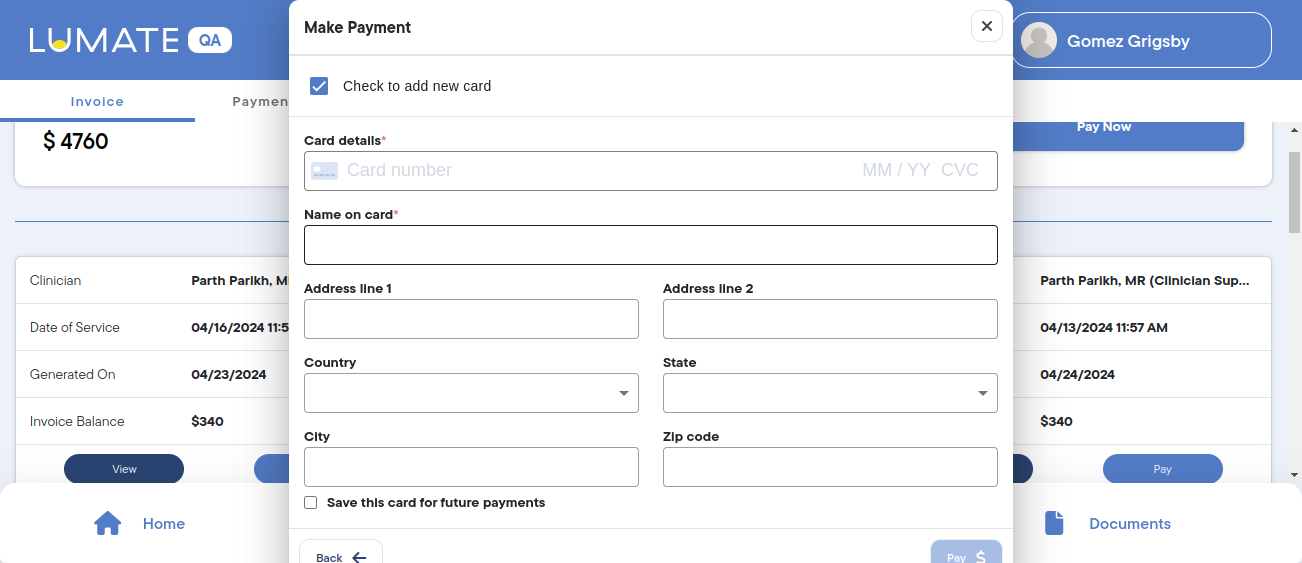 LUMATE QA
Make Payment
Gomez Grigsby
Check to add new card
Invoice
$ 4760
Pay Now
Card details*
Card number MM / YY CVC
Name on card*
Address line 1 Address line 2
Clinician Parth Parikh, Parth Parikh, MR (Clinician Sup...
Date of Service 04/16/2024 04/13/2024 11:57 AM
Country State
Generated On 04/23/2024 04/24/2024
Invoice Balance $340 $340
City Zip code
View Pay
Save this card for future payments
Home Documents
Back Pay $